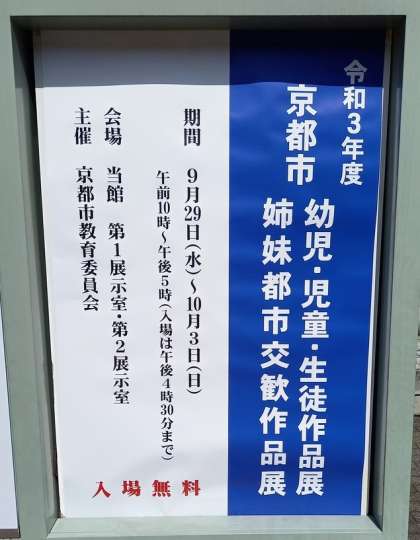 令和3年度
京都市 幼児・児童・生徒作品展
姉妹都市交歓作品展
期間 9月29日(水)〜10月3日(日)
午前10時〜午後5時(入場は午後4時30分まで)
会場 当館 第1展示室・第2展示室
主催 京都市教育委員会
入場無料